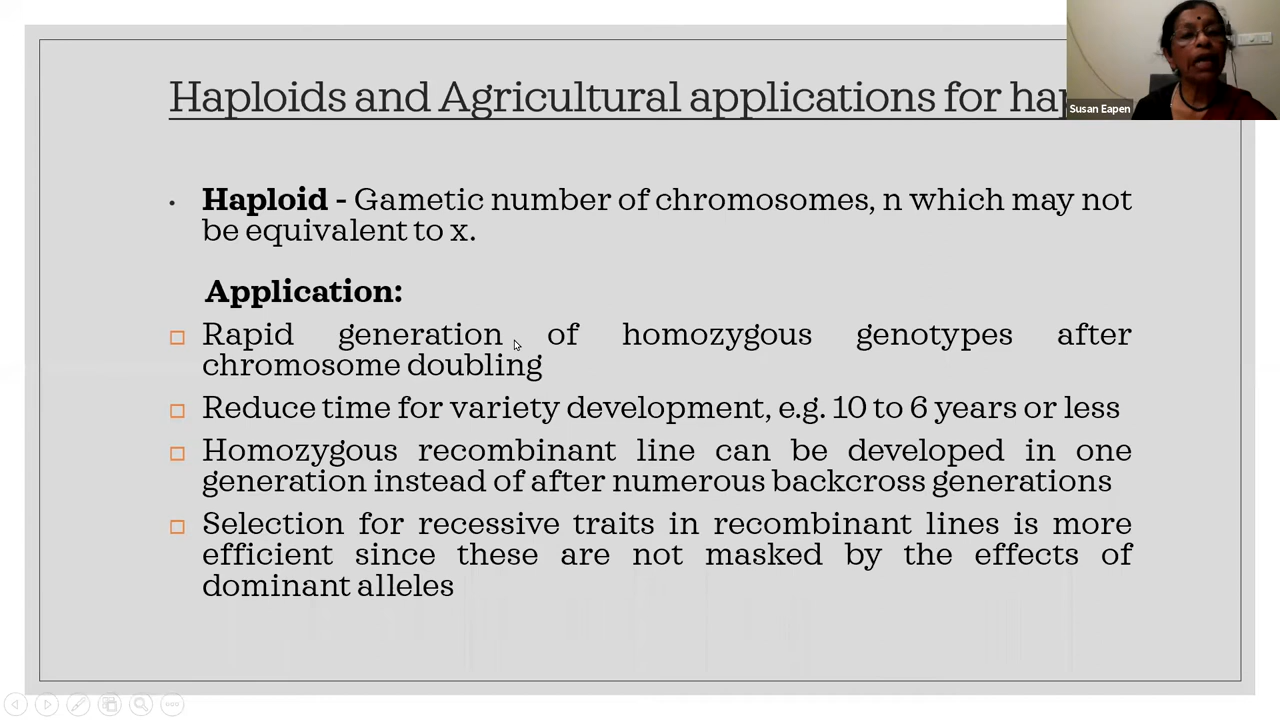 Haploids and Agricultural applications for
Susan Eapen
• Haploid - Gametic number of chromosomes, n which may not
be equivalent to x.
Application:
Rapid generation of homozygous genotypes after
chromosome doubling
Reduce time for variety development, e.g. 10 to 6 years or less
Homozygous recombinant line can be developed in one
generation instead of after numerous backcross generations
Selection for recessive traits in recombinant lines is more
efficient since these are not masked by the effects of
dominant alleles